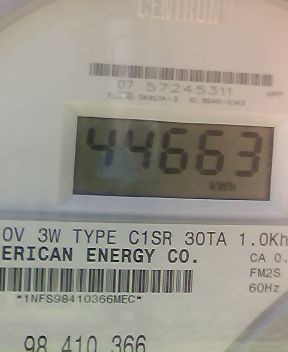 CENTRON®
07 57245311
44663
kWh
0V 3W TYPE C1SR 30TA 1.0Kh
ERICAN ENERGY CO.
CA 0.
FM2S
60Hz
*1NFS98410366MEC*
98 410 366